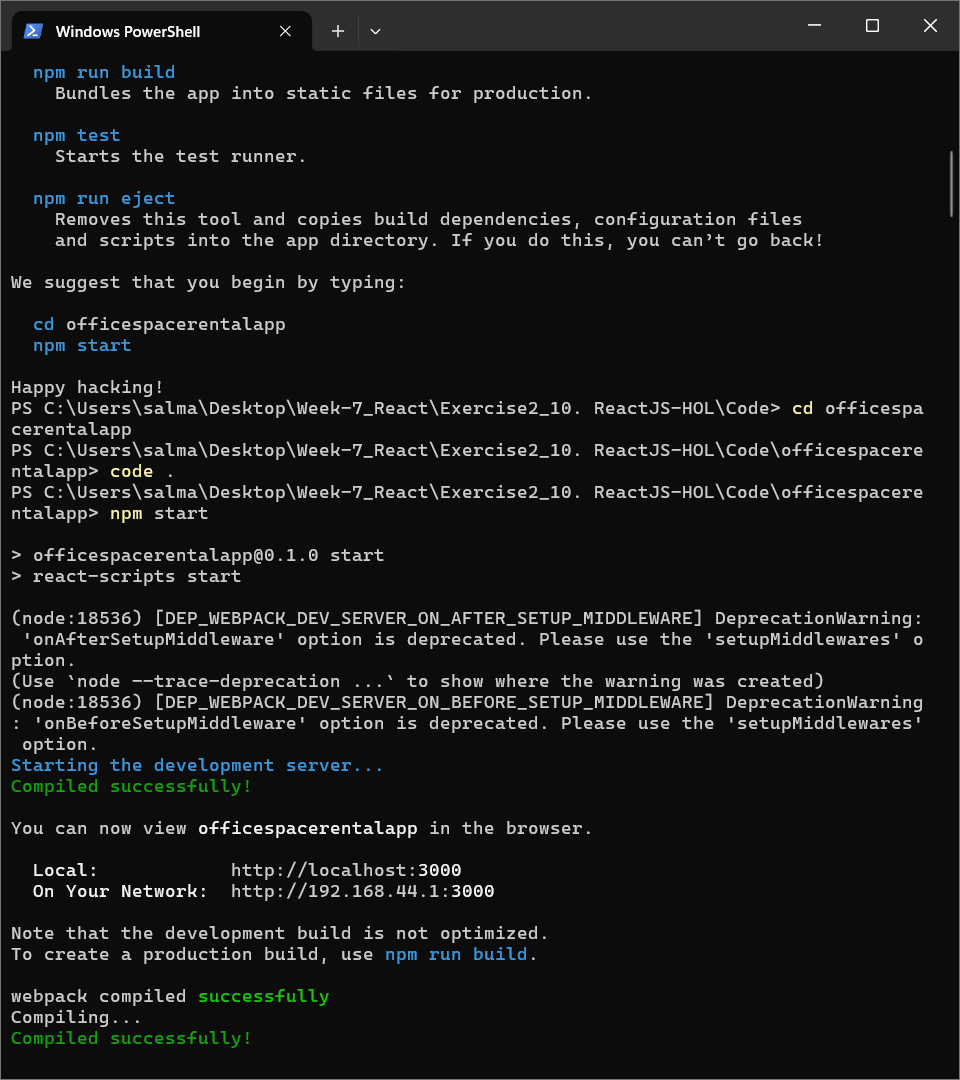 Windows PowerShell
npm run build
Bundles the app into static files for production.
npm test
Starts the test runner.
npm run eject
Removes this tool and copies build dependencies, configuration files
and scripts into the app directory. If you do this, you can’t go back!
We suggest that you begin by typing:
cd officespacerentalapp
npm start
Happy hacking!
PS C:\Users\salma\Desktop\Week-7_React\Exercise2_10. ReactJS-HOL\Code> cd officespa
cerentalapp
PS C:\Users\salma\Desktop\Week-7_React\Exercise2_10. ReactJS-HOL\Code\officespacere
ntalapp> code .
PS C:\Users\salma\Desktop\Week-7_React\Exercise2_10. ReactJS-HOL\Code\officespacere
ntalapp> npm start
> officespacerentalapp@0.1.0 start
> react-scripts start
(node:18536) [DEP_WEBPACK_DEV_SERVER_ON_AFTER_SETUP_MIDDLEWARE] DeprecationWarning:
'onAfterSetupMiddleware' option is deprecated. Please use the 'setupMiddlewares' o
ption.
(Use `node --trace-deprecation ...` to show where the warning was created)
(node:18536) [DEP_WEBPACK_DEV_SERVER_ON_BEFORE_SETUP_MIDDLEWARE] DeprecationWarning
: 'onBeforeSetupMiddleware' option is deprecated. Please use the 'setupMiddlewares'
option.
Starting the development server...
Compiled successfully!
You can now view officespacerentalapp in the browser.
Local: http://localhost:3000
On Your Network: http://192.168.44.1:3000
Note that the development build is not optimized.
To create a production build, use npm run build.
webpack compiled successfully
Compiling...
Compiled successfully!